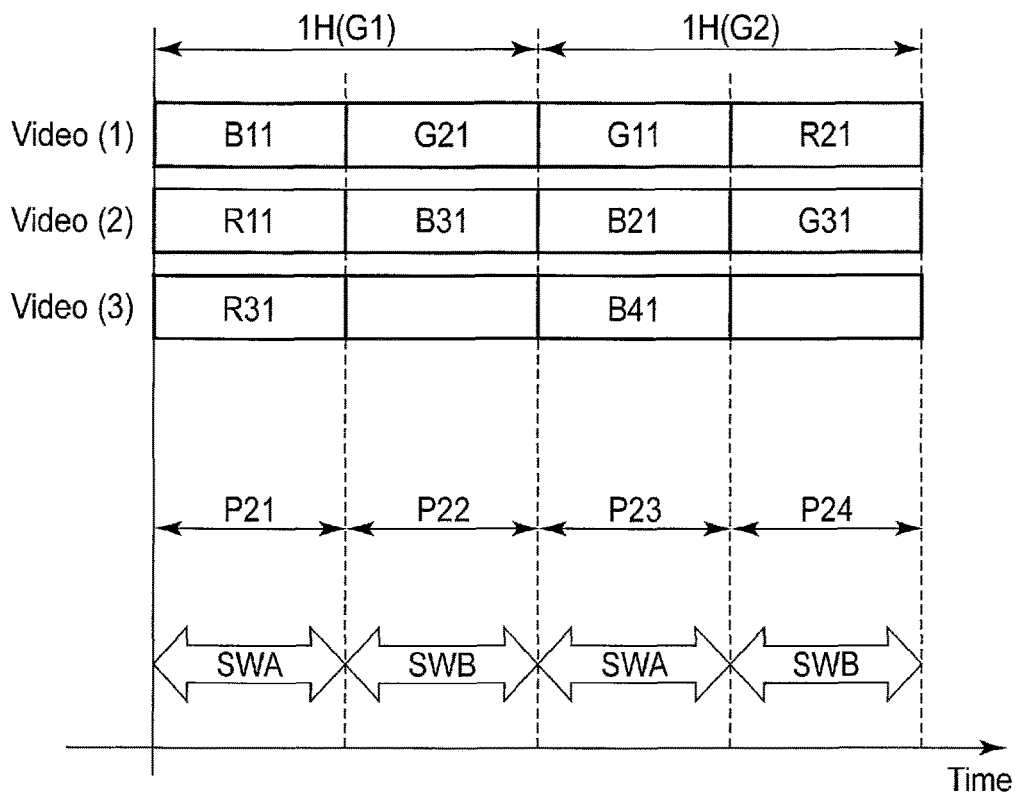 1H(G1) 1H(G2)
Video (1) B11 G21 G11 R21
Video (2) R11 B31 B21 G31
Video (3) R31 B41
P21 P22 P23 P24
SWA SWB SWA SWB
Time